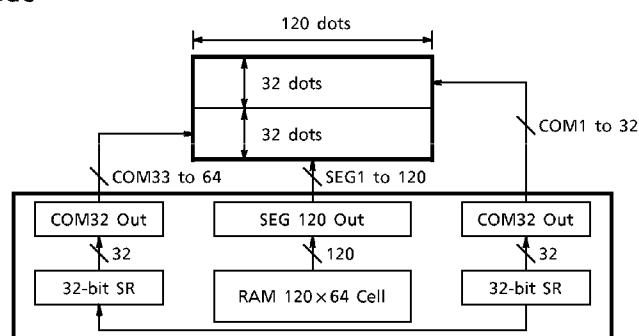 120 dots
32 dots
32 dots
COM1 to 32
COM33 to 64
SEG1 to 120
COM32 Out
SEG 120 Out
COM32 Out
32
120
32
32-bit SR
RAM 120×64 Cell
32-bit SR